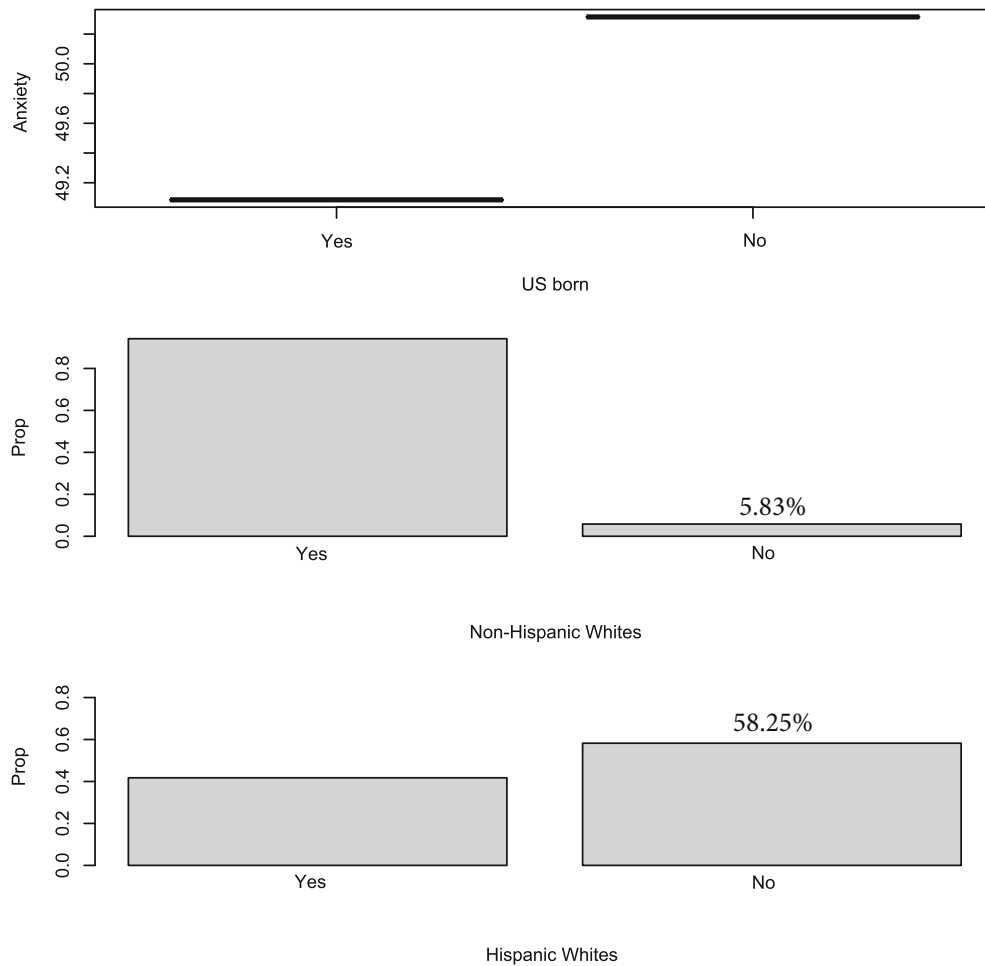 Anxiety
50.0
49.6
49.2
Yes No
US born
Prop
0.8
0.6
0.4
0.2
0.0
5.83%
Yes No
Non-Hispanic Whites
Prop
0.8
0.6
0.4
0.2
0.0
58.25%
Yes No
Hispanic Whites